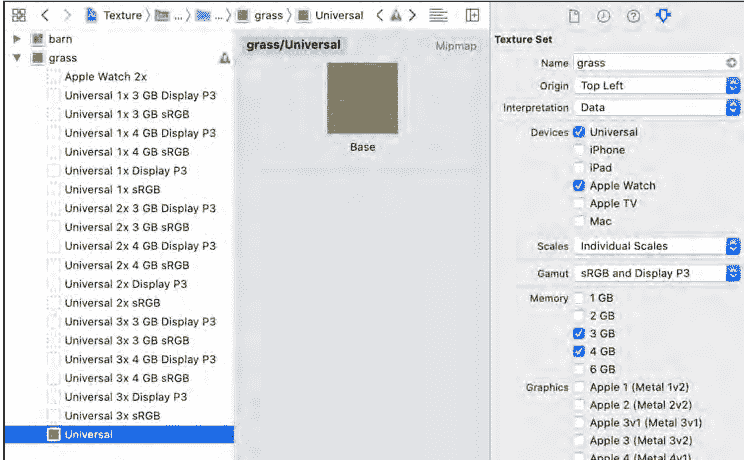 Texture 〉 ... 〉 ... 〉 grass 〉 Universal
barn
grass
Apple Watch 2x
Universal 1x 3 GB Display P3
Universal 1x 3 GB sRGB
Universal 1x 4 GB Display P3
Universal 1x 4 GB sRGB
Universal 1x Display P3
Universal 1x sRGB
Universal 2x 3 GB Display P3
Universal 2x 3 GB sRGB
Universal 2x 4 GB Display P3
Universal 2x 4 GB sRGB
Universal 2x Display P3
Universal 2x sRGB
Universal 3x 3 GB Display P3
Universal 3x 3 GB sRGB
Universal 3x 4 GB Display P3
Universal 3x 4 GB sRGB
Universal 3x Display P3
Universal 3x sRGB
Universal
grass/Universal Mipmap
Base
Texture Set
Name grass
Origin Top Left
Interpretation Data
Devices Universal
iPhone
iPad
Apple Watch
Apple TV
Mac
Scales Individual Scales
Gamut sRGB and Display P3
Memory 1 GB
2 GB
3 GB
4 GB
6 GB
Graphics Apple 1 (Metal 1v2)
Apple 2 (Metal 2v2)
Apple 3v1 (Metal 3v1)
Apple 3 (Metal 3v2)
Apple 4 (Metal 4v1)